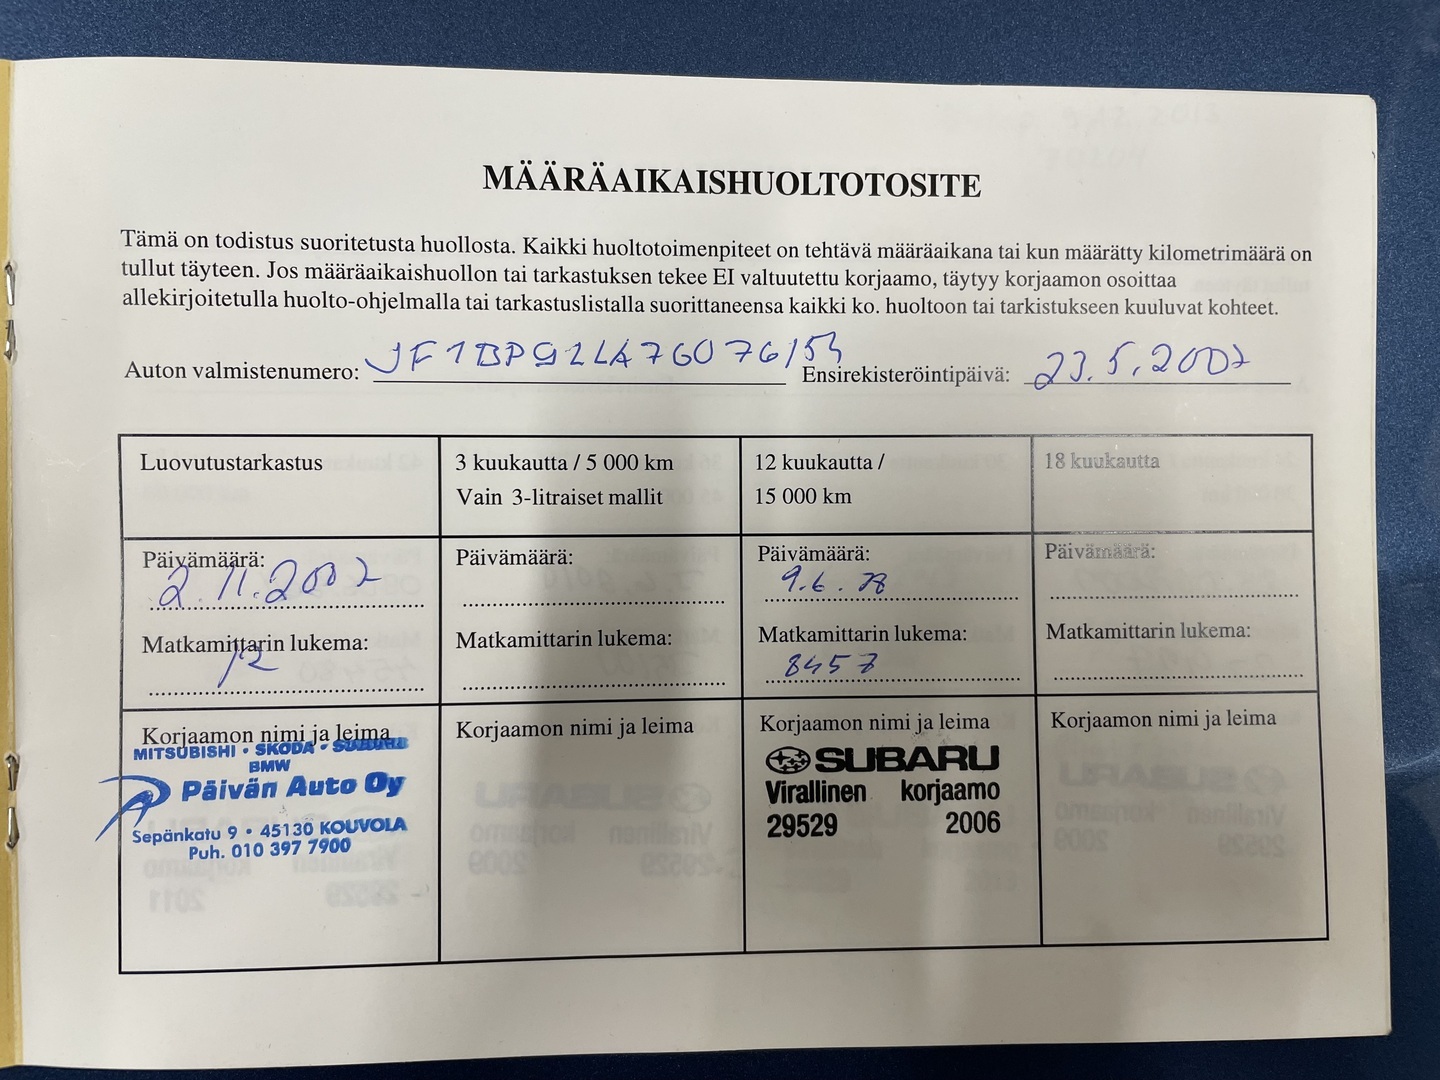 MÄÄRÄAIKAISHUOLTOTOSITE
Tämä on todistus suoritetusta huollosta. Kaikki huoltotoimenpiteet on tehtävä määräaikana tai kun määrätty kilometrimäärä on
tullut täyteen. Jos määräaikaishuollon tai tarkastuksen tekee EI valtuutettu korjaamo, täytyy korjaamon osoittaa
allekirjoitetulla huolto-ohjelmalla tai tarkastuslistalla suorittaneensa kaikki ko. huoltoon tai tarkistukseen kuuluvat kohteet.
Auton valmistenumero: Ensirekisteröintipäivä: 23.5.2007
Luovutustarkastus
3 kuukautta / 5 000 km
Vain 3-litraiset mallit
12 kuukautta /
15 000 km
18 kuukautta
Päivämäärä:
2.11.2007
Päivämäärä:
Päivämäärä:
9.6.
Päivämäärä:
Matkamittarin lukema:
12
Matkamittarin lukema:
Matkamittarin lukema:
8457
Matkamittarin lukema:
Korjaamon nimi ja leima
MITSUBISHI • SKODA • SUBARU
BMW
Päivän Auto Oy
Sepänkatu 9 • 45130 KOUVOLA
Puh. 010 397 7900
Korjaamon nimi ja leima
Korjaamon nimi ja leima
SUBARU
Virallinen korjaamo
29529 2006
Korjaamon nimi ja leima